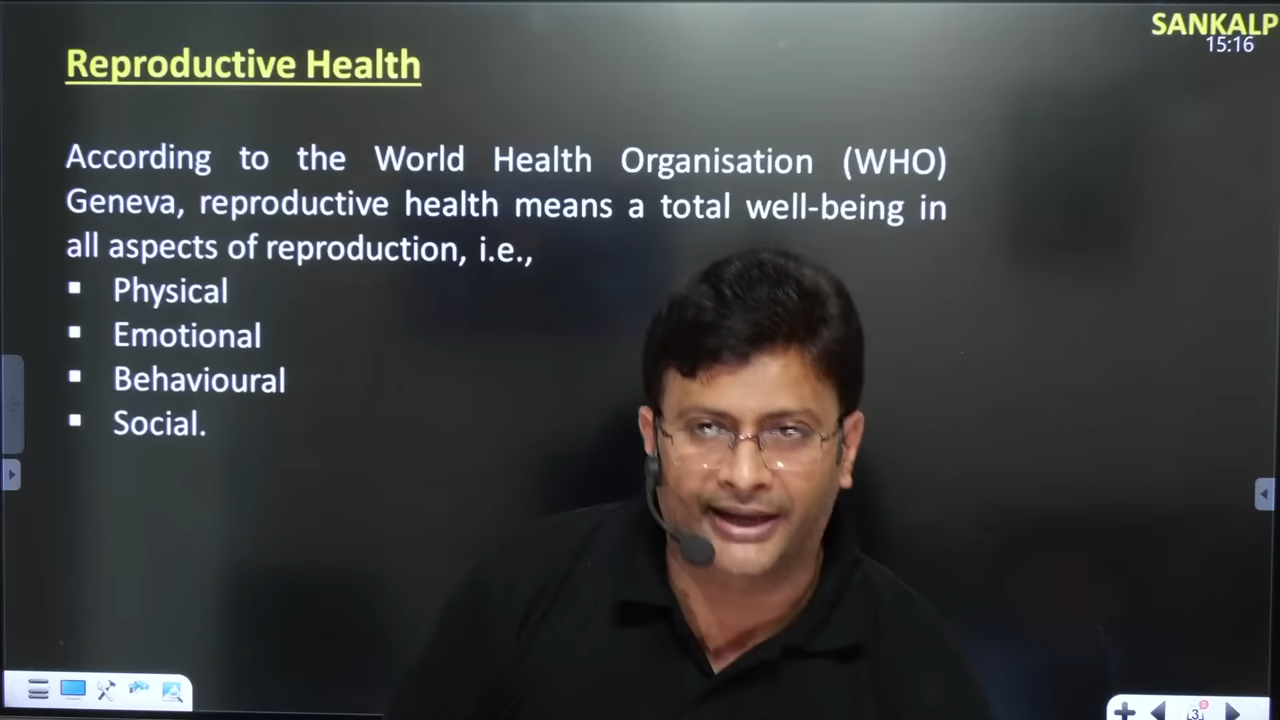 SANKALP
15:16
Reproductive Health
According to the World Health Organisation (WHO)
Geneva, reproductive health means a total well-being in
all aspects of reproduction, i.e.,
▪ Physical
▪ Emotional
▪ Behavioural
▪ Social.
3